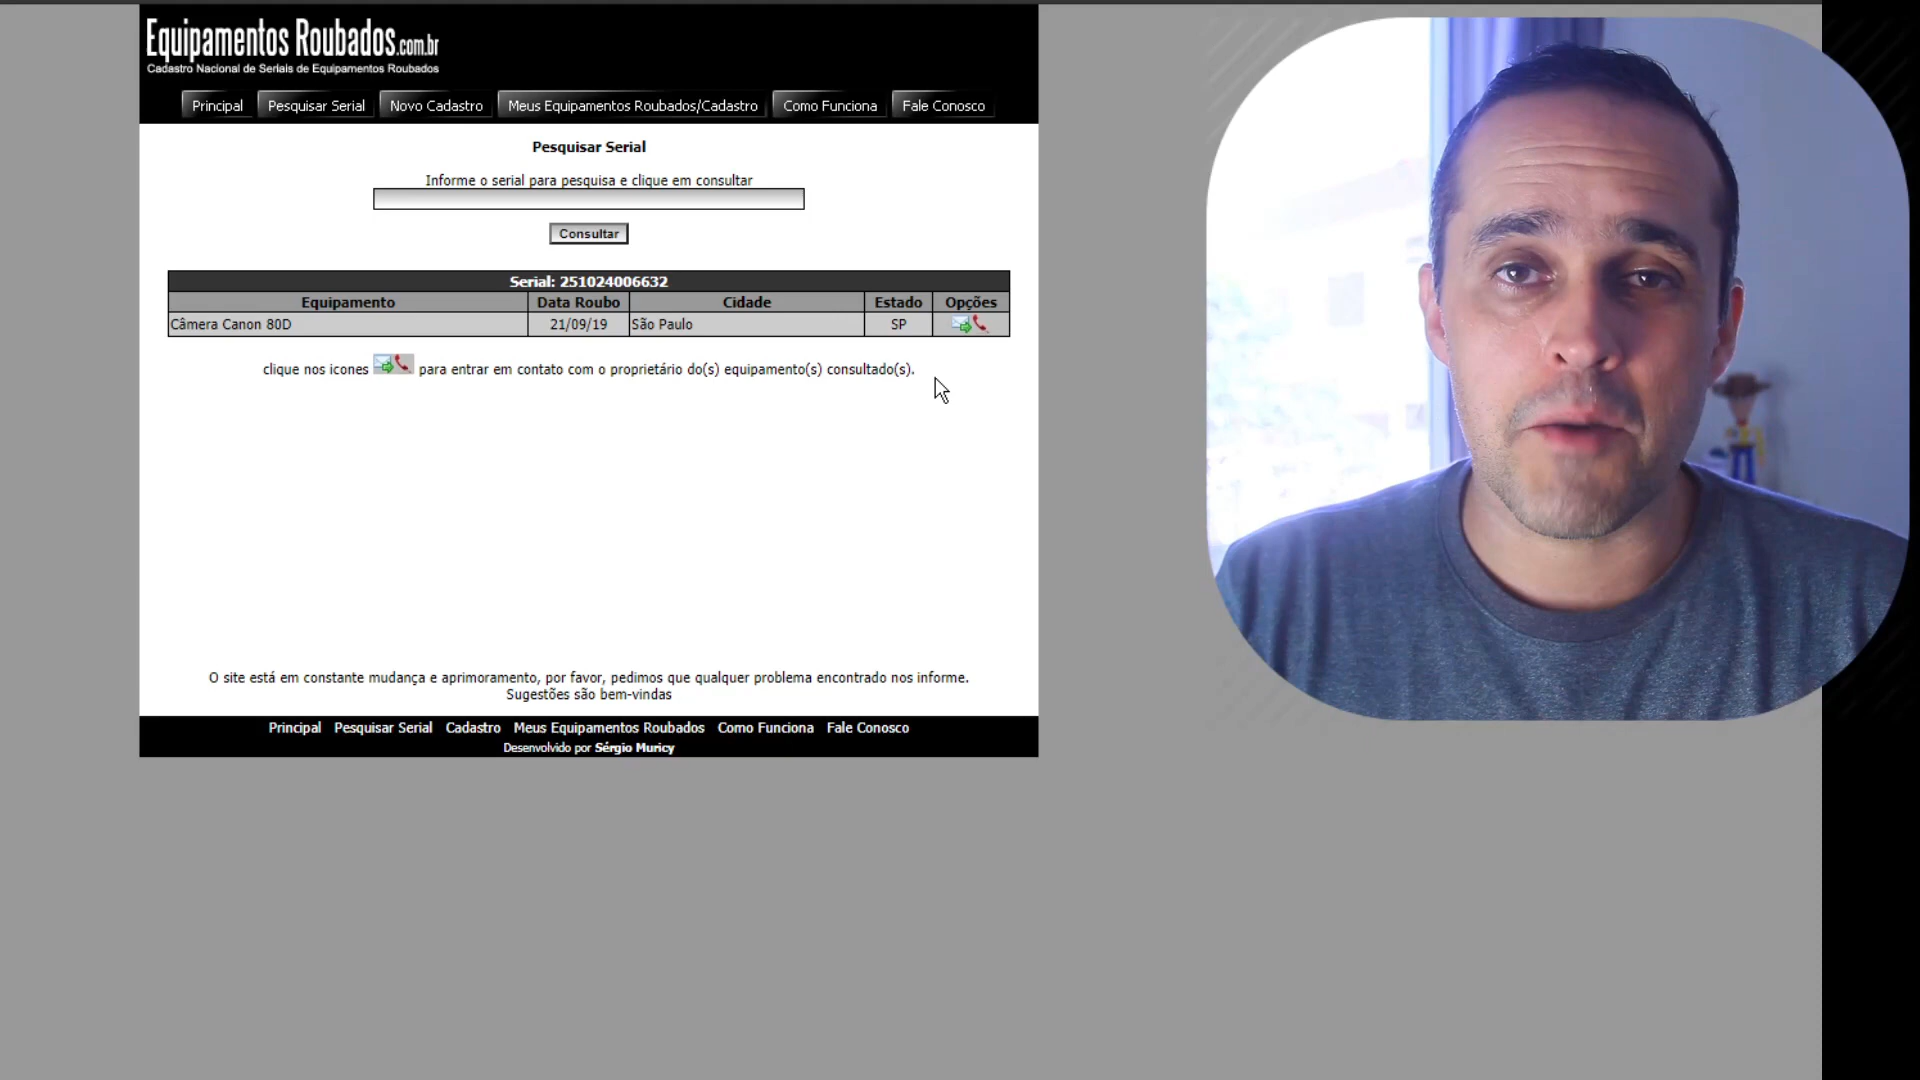 Equipamentos Roubados.com.br
Cadastro Nacional de Seriais de Equipamentos Roubados
Principal Pesquisar Serial Novo Cadastro Meus Equipamentos Roubados/Cadastro Como Funciona Fale Conosco
Pesquisar Serial
Informe o serial para pesquisa e clique em consultar
Consultar
Serial: 251024006632
Equipamento Data Roubo Cidade Estado Opções
Câmera Canon 80D 21/09/19 São Paulo SP
clique nos icones para entrar em contato com o proprietário do(s) equipamento(s) consultado(s).
O site está em constante mudança e aprimoramento, por favor, pedimos que qualquer problema encontrado nos informe.
Sugestões são bem-vindas
Principal Pesquisar Serial Cadastro Meus Equipamentos Roubados Como Funciona Fale Conosco
Desenvolvido por Sérgio Muricy